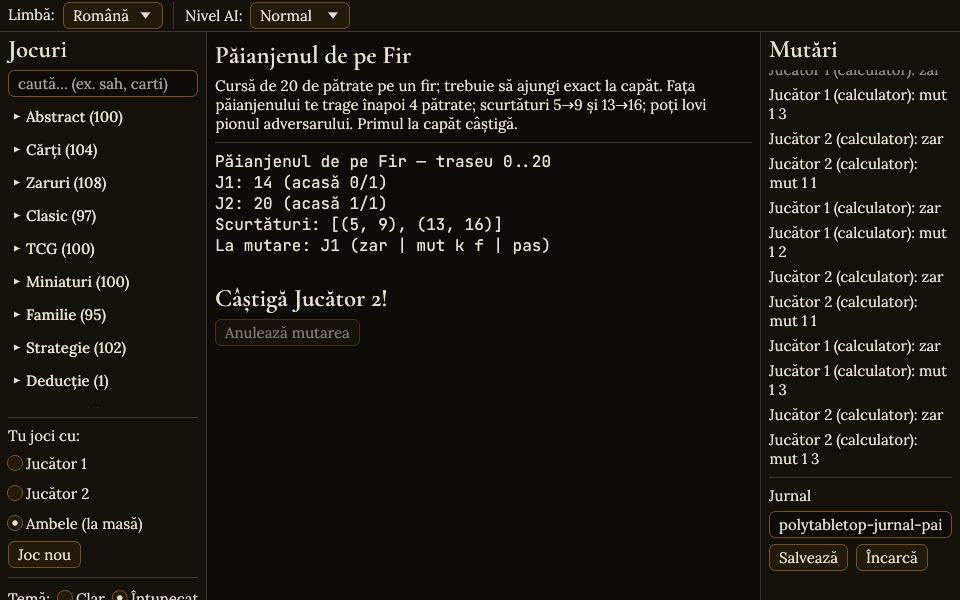 Limbă: Română Nivel AI: Normal
Jocuri
caută... (ex. sah, carti)
Abstract (100)
Cărți (104)
Zaruri (108)
Clasic (97)
TCG (100)
Miniaturi (100)
Familie (95)
Strategie (102)
Deducție (1)
Tu joci cu:
Jucător 1
Jucător 2
Ambele (la masă)
Joc nou
Temă: Clar Întunecat
Păianjenul de pe Fir
Cursă de 20 de pătrate pe un fir; trebuie să ajungi exact la capăt. Fața
păianjenului te trage înapoi 4 pătrate; scurtături 5→9 și 13→16; poți lovi
pionul adversarului. Primul la capăt câștigă.
Păianjenul de pe Fir — traseu 0..20
J1: 14 (acasă 0/1)
J2: 20 (acasă 1/1)
Scurtături: [(5, 9), (13, 16)]
La mutare: J1 (zar | mut k f | pas)
Câștigă Jucător 2!
Anulează mutarea
Mutări
Jucător 1 (calculator): zar
Jucător 1 (calculator): mut
1 3
Jucător 2 (calculator): zar
Jucător 2 (calculator):
mut 1 1
Jucător 1 (calculator): zar
Jucător 1 (calculator): mut
1 2
Jucător 2 (calculator): zar
Jucător 2 (calculator):
mut 1 1
Jucător 1 (calculator): zar
Jucător 1 (calculator): mut
1 3
Jucător 2 (calculator): zar
Jucător 2 (calculator):
mut 1 3
Jurnal
polytabletop-jurnal-pai
Salvează Încarcă